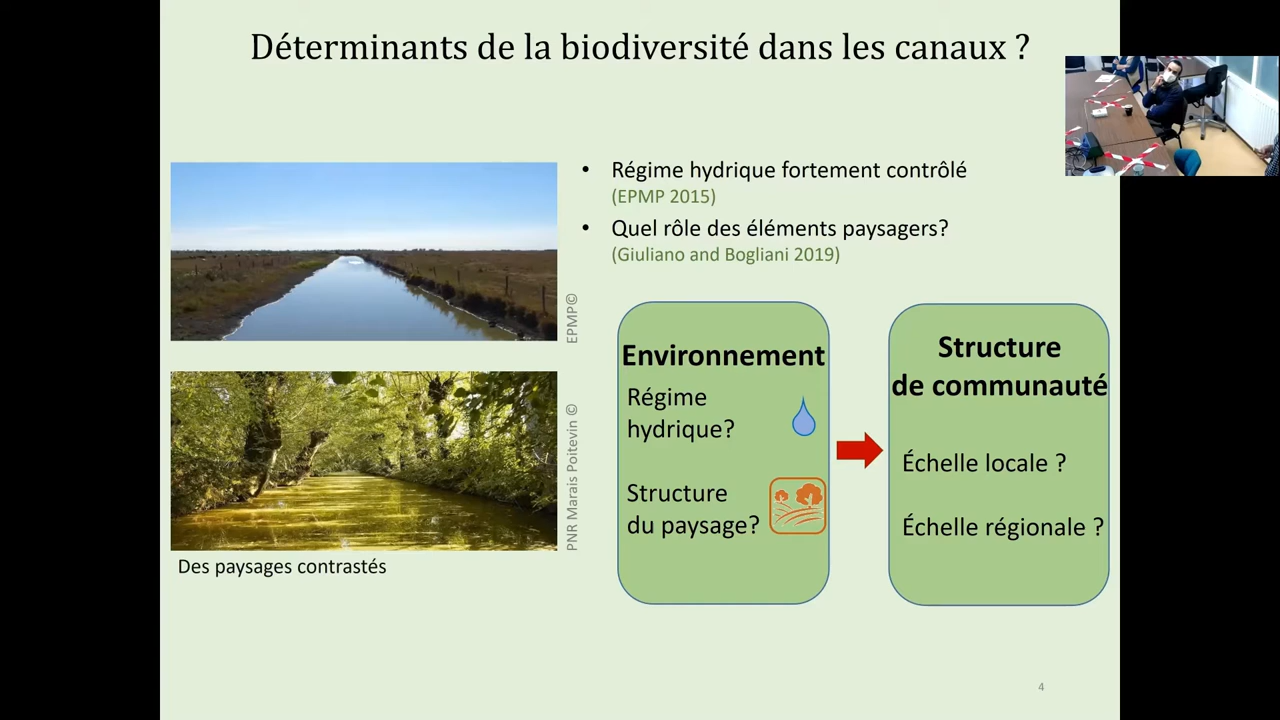 Déterminants de la biodiversité dans les canaux ?
• Régime hydrique fortement contrôlé
(EPMP 2015)
• Quel rôle des éléments paysagers?
(Giuliano and Bogliani 2019)
EPMP©
PNR Marais Poitevin ©
Des paysages contrastés
Environnement
Régime
hydrique?
Structure
du paysage?
Structure
de communauté
Échelle locale ?
Échelle régionale ?
4